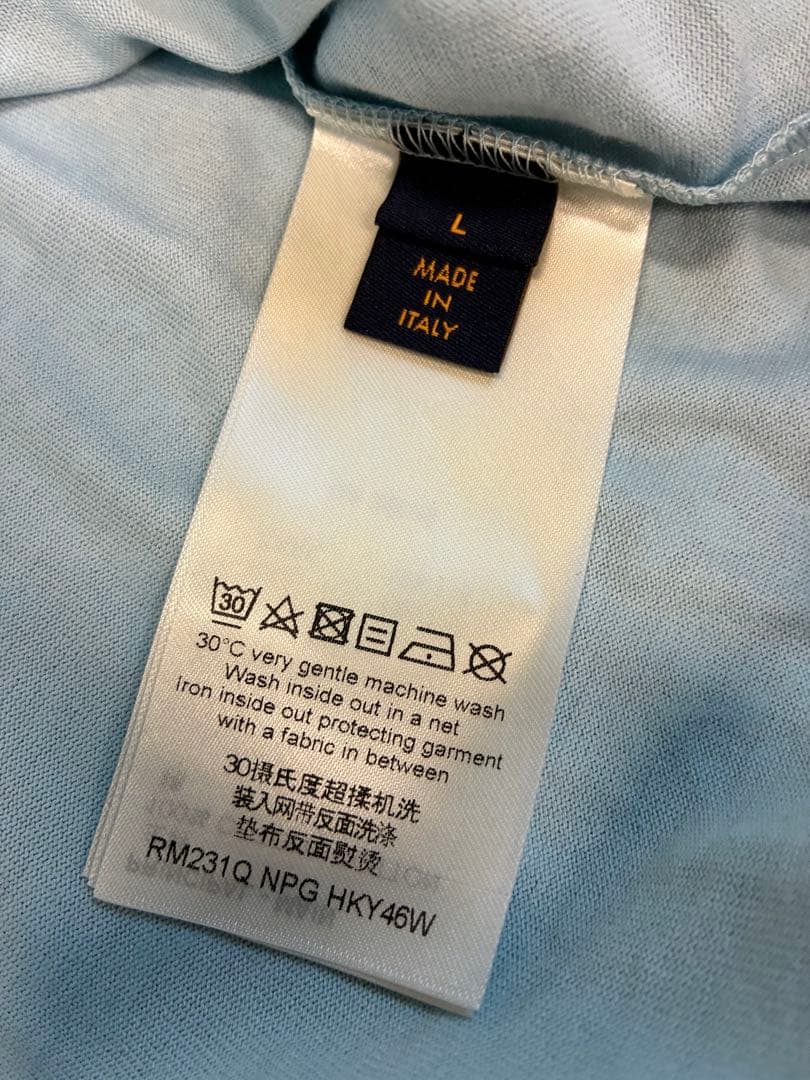 L
MADE
IN
ITALY
30
30°C very gentle machine wash
Wash inside out in a net
Iron inside out protecting garment
with a fabric in between
30摄氏度超揉机洗
装入网带反面洗涤
垫布反面熨烫
RM231Q NPG HKY46W